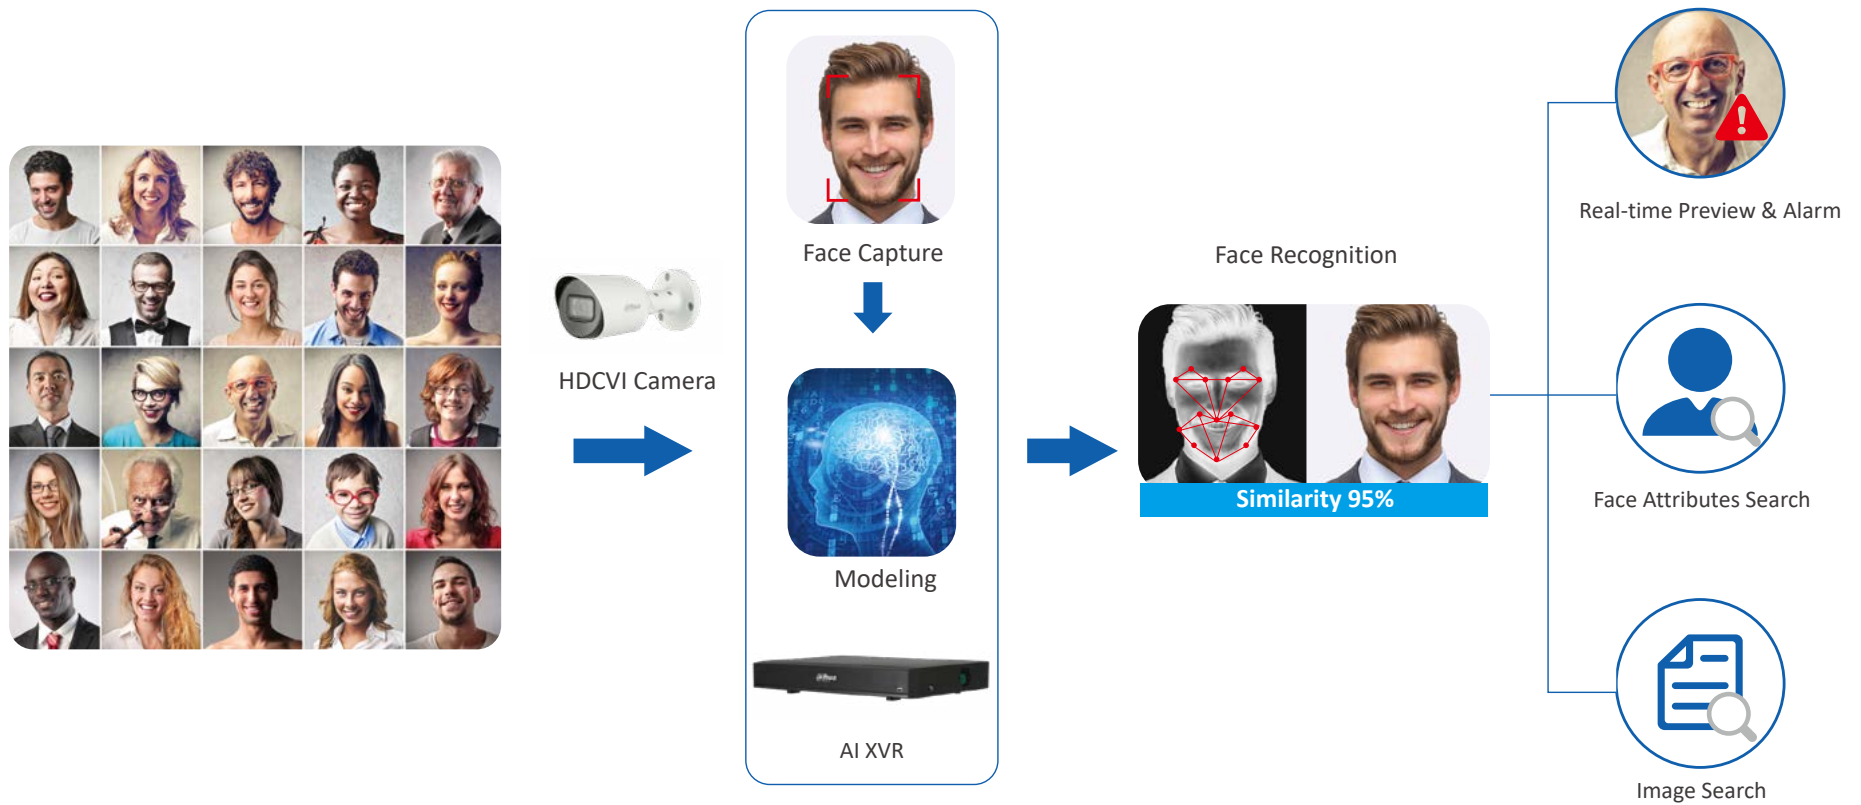 HDCVI Camera
Face Capture
Modeling
alhua
AI XVR
Face Recognition
Similarity 95%
Real-time Preview & Alarm
Face Attributes Search
Image Search